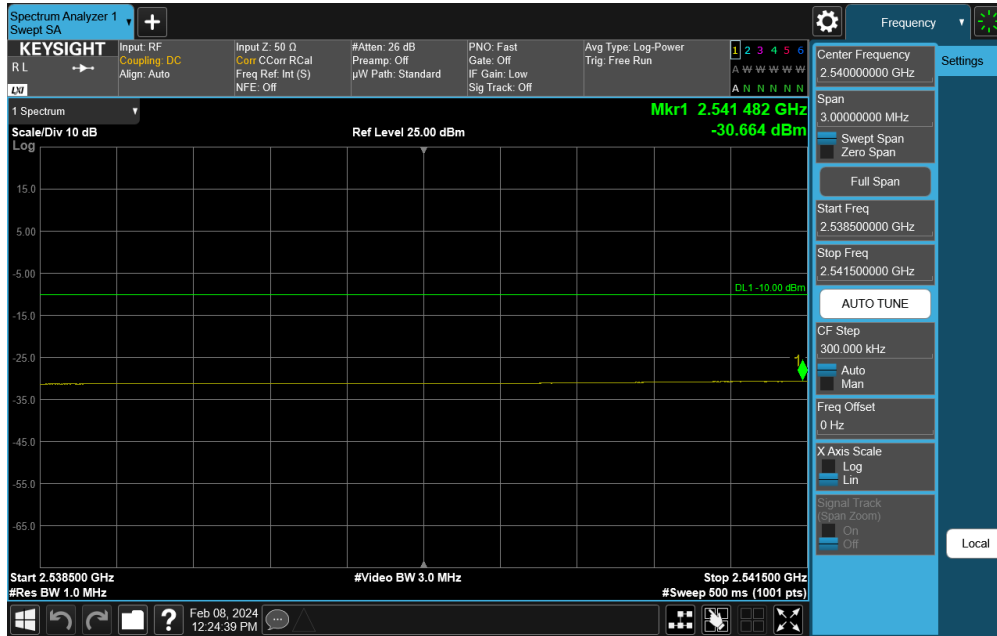 Spectrum Analyzer 1
Swept SA
Frequency
KEYSIGHT
R L
LXI
Input: RF
Coupling: DC
Align: Auto
Input Z: 50 Ω
Corr CCorr RCal
Freq Ref: Int (S)
NFE: Off
#Atten: 26 dB
Preamp: Off
µW Path: Standard
PNO: Fast
Gate: Off
IF Gain: Low
Sig Track: Off
Avg Type: Log-Power
Trig: Free Run
1 2 3 4 5 6
A W W W W W
A N N N N N
1 Spectrum
Scale/Div 10 dB
Log
Ref Level 25.00 dBm
Mkr1 2.541 482 GHz
-30.664 dBm
15.0
5.00
-5.00
DL1 -10.00 dBm
-15.0
-25.0
1
-35.0
-45.0
-55.0
-65.0
Start 2.538500 GHz
#Res BW 1.0 MHz
#Video BW 3.0 MHz
Stop 2.541500 GHz
#Sweep 500 ms (1001 pts)
Center Frequency
2.540000000 GHz
Span
3.00000000 MHz
Swept Span
Zero Span
Full Span
Start Freq
2.538500000 GHz
Stop Freq
2.541500000 GHz
AUTO TUNE
CF Step
300.000 kHz
Auto
Man
Freq Offset
0 Hz
X Axis Scale
Log
Lin
Signal Track
(Span Zoom)
On
Off
Settings
Local
?
Feb 08, 2024
12:24:39 PM